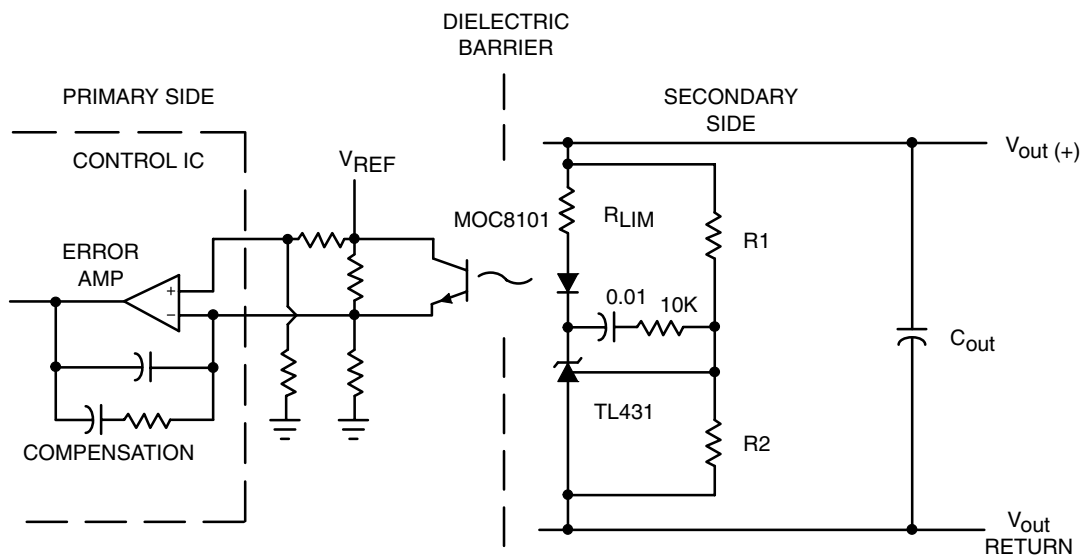 DIELECTRIC
BARRIER
PRIMARY SIDE
SECONDARY
SIDE
CONTROL IC
VREF
Vout (+)
MOC8101
RLIM
R1
ERROR
AMP
+
−
0.01
10K
Cout
TL431
R2
COMPENSATION
Vout
RETURN